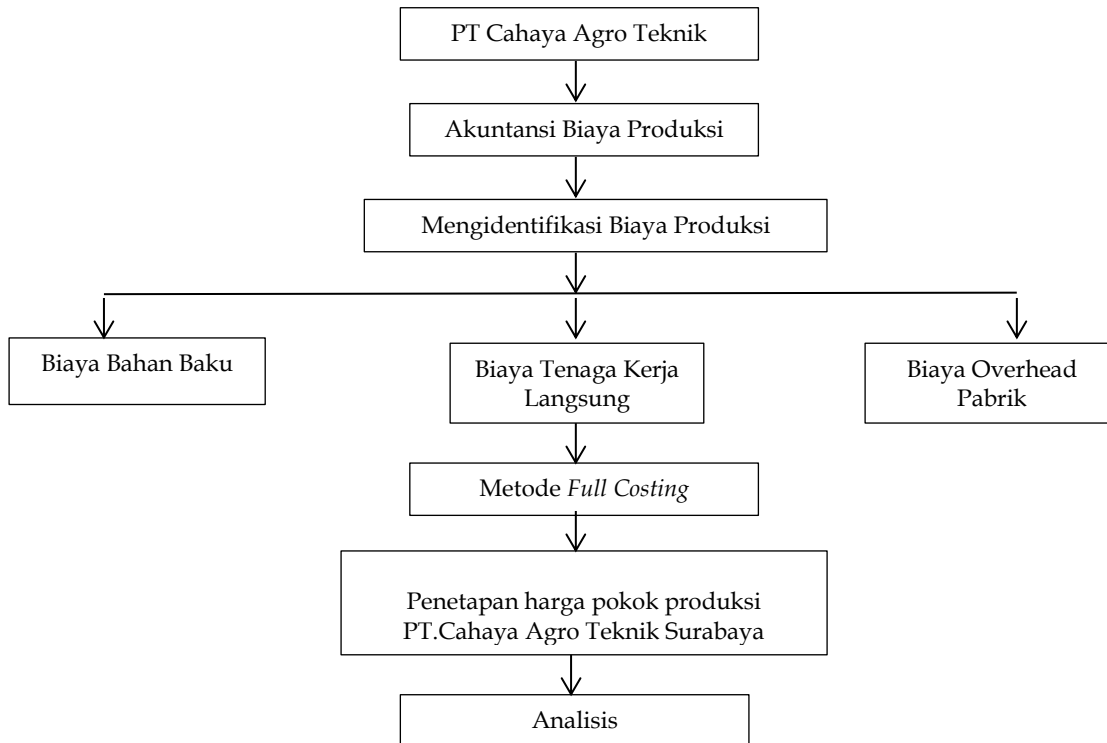 PT Cahaya Agro Teknik
Akuntansi Biaya Produksi
Mengidentifikasi Biaya Produksi
Biaya Bahan Baku
Biaya Tenaga Kerja
Langsung
Biaya Overhead
Pabrik
Metode Full Costing
Penetapan harga pokok produksi
PT.Cahaya Agro Teknik Surabaya
Analisis